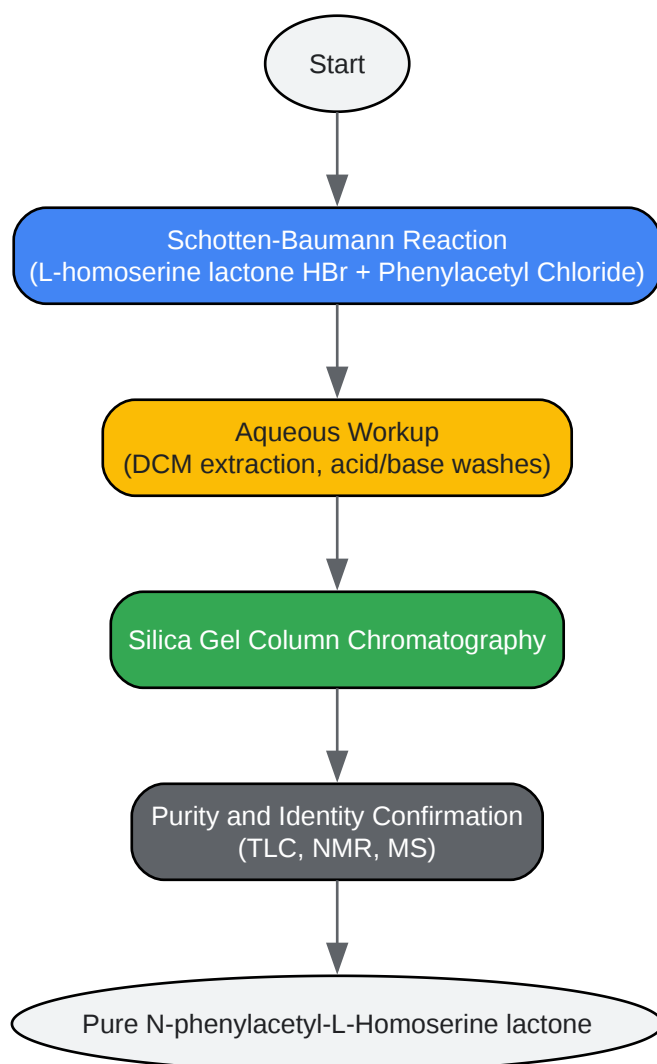 Start
Schotten-Baumann Reaction
(L-homoserine lactone HBr + Phenylacetyl Chloride)
Aqueous Workup
(DCM extraction, acid/base washes)
Silica Gel Column Chromatography
Purity and Identity Confirmation
(TLC, NMR, MS)
Pure N-phenylacetyl-L-Homoserine lactone